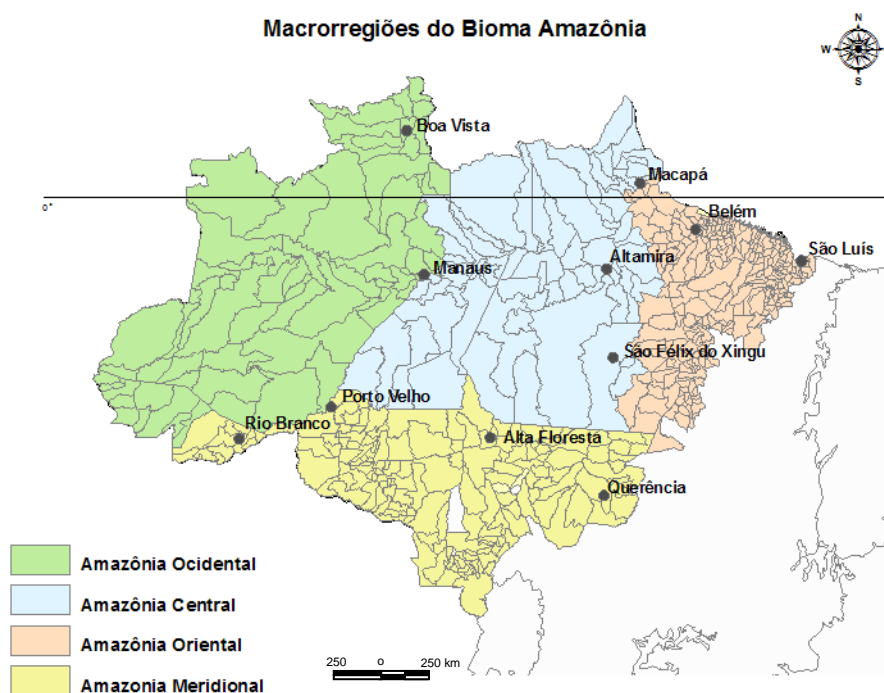 Macrorregiões do Bioma Amazônia
N
W
S
Boa Vista
Macapá
0°
Belém
São Luís
Altamira
Manaus
São Félix do Xingu
Porto Velho
Rio Branco
Alta Floresta
Querência
Amazônia Ocidental
Amazônia Central
Amazônia Oriental
Amazonia Meridional
250 0 250 km